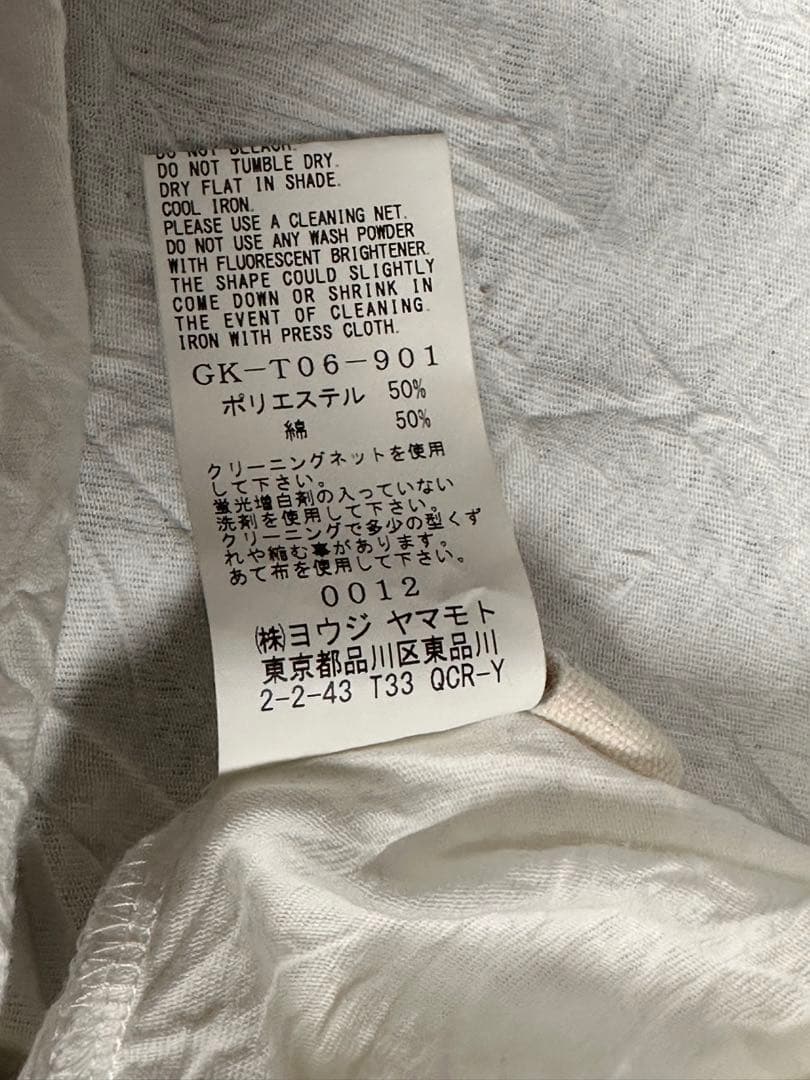 DO NOT BLEACH.
DO NOT TUMBLE DRY.
DRY FLAT IN SHADE.
COOL IRON.
PLEASE USE A CLEANING NET.
DO NOT USE ANY WASH POWDER
WITH FLUORESCENT BRIGHTENER.
THE SHAPE COULD SLIGHTLY
COME DOWN OR SHRINK IN
THE EVENT OF CLEANING.
IRON WITH PRESS CLOTH.
GK-T06-901
ポリエステル 50%
綿 50%
クリーニングネットを使用
して下さい。
蛍光増白剤の入っていない
洗剤を使用して下さい。
クリーニングで多少の型くず
れや縮む事があります。
あて布を使用して下さい。
0012
㈱ヨウジ ヤマモト
東京都品川区東品川
2-2-43 T33 QCR-Y